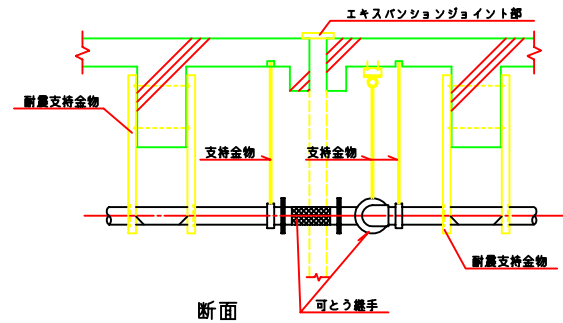 エキスパンションジョイント部
耐震支持金物
支持金物
支持金物
耐震支持金物
可とう継手
断面